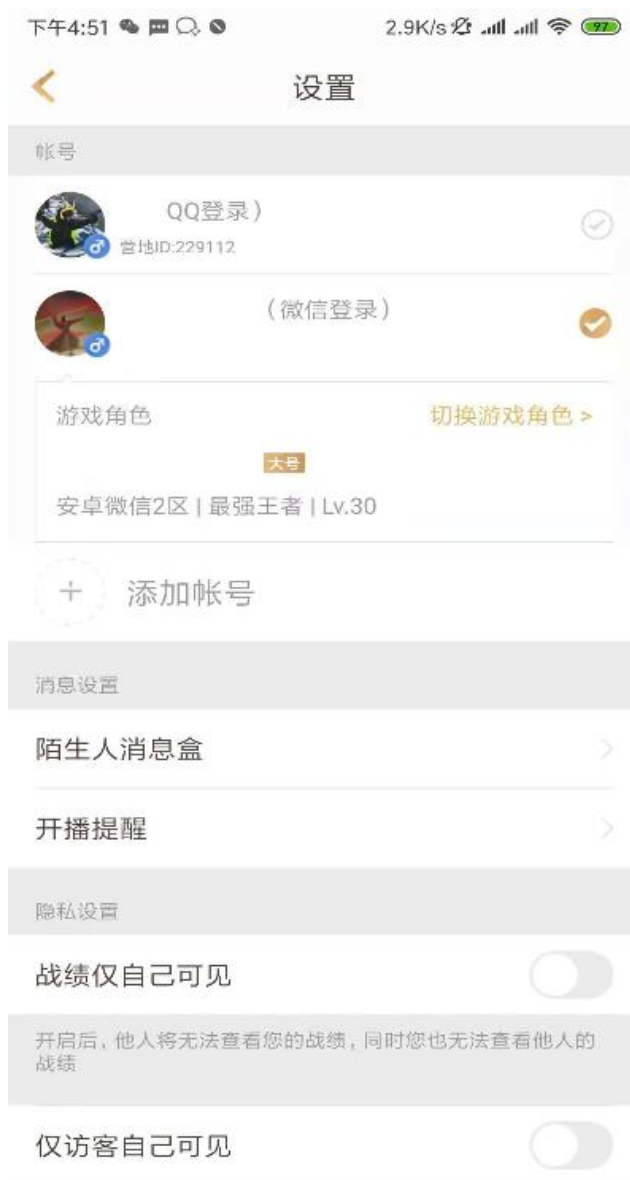 下午4:51
2.9K/s
97
设置
帐号
QQ登录）
营地ID:229112
（微信登录）
游戏角色
切换游戏角色 >
大号
安卓微信2区 | 最强王者 | Lv.30
添加帐号
消息设置
陌生人消息盒
开播提醒
隐私设置
战绩仅自己可见
开启后，他人将无法查看您的战绩，同时您也无法查看他人的
战绩
仅访客自己可见